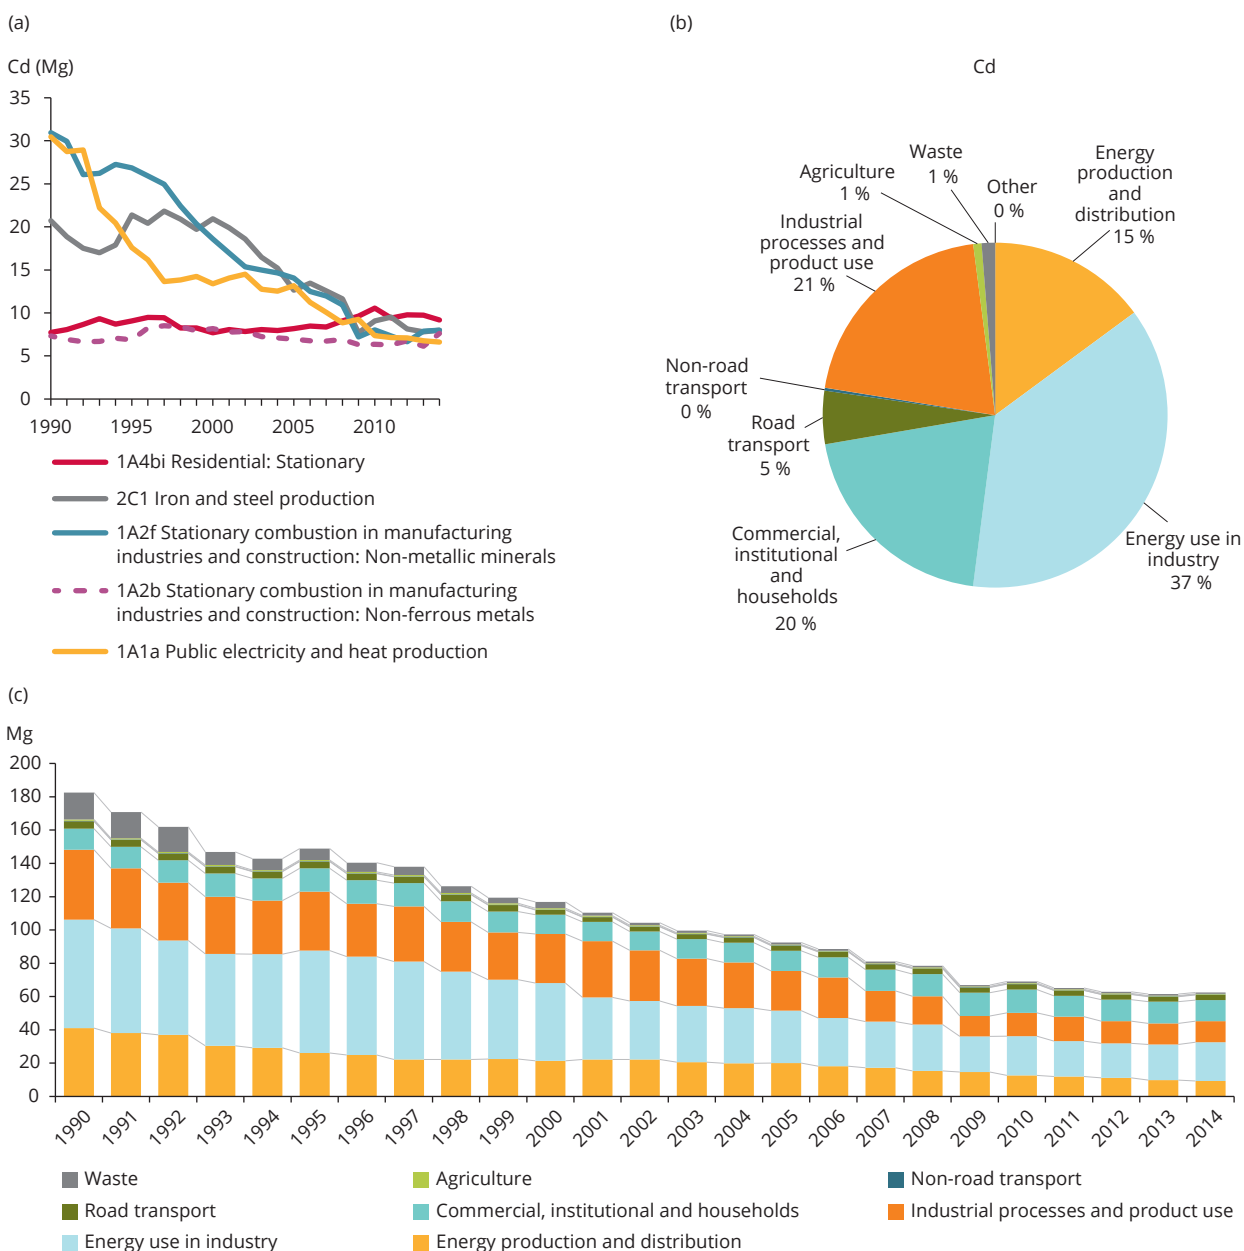 (a)
Cd (Mg)
35
30
25
20
15
10
5
0
1990
1995
2000
2005
2010
1A4bi Residential: Stationary
2C1 Iron and steel production
1A2f Stationary combustion in manufacturing
industries and construction: Non-metallic minerals
1A2b Stationary combustion in manufacturing
industries and construction: Non-ferrous metals
1A1a Public electricity and heat production
(b)
Cd
Energy
production
and
distribution
15 %
Energy use in
industry
37 %
Commercial,
institutional
and
households
20 %
Road
transport
5 %
Non-road
transport
0 %
Industrial
processes and
product use
21 %
Agriculture
1 %
Waste
1 %
Other
0 %
(c)
Mg
200
180
160
140
120
100
80
60
40
20
0
1990
1991
1992
1993
1994
1995
1996
1997
1998
1999
2000
2001
2002
2003
2004
2005
2006
2007
2008
2009
2010
2011
2012
2013
2014
Waste
Agriculture
Non-road transport
Road transport
Commercial, institutional and households
Industrial processes and product use
Energy use in industry
Energy production and distribution